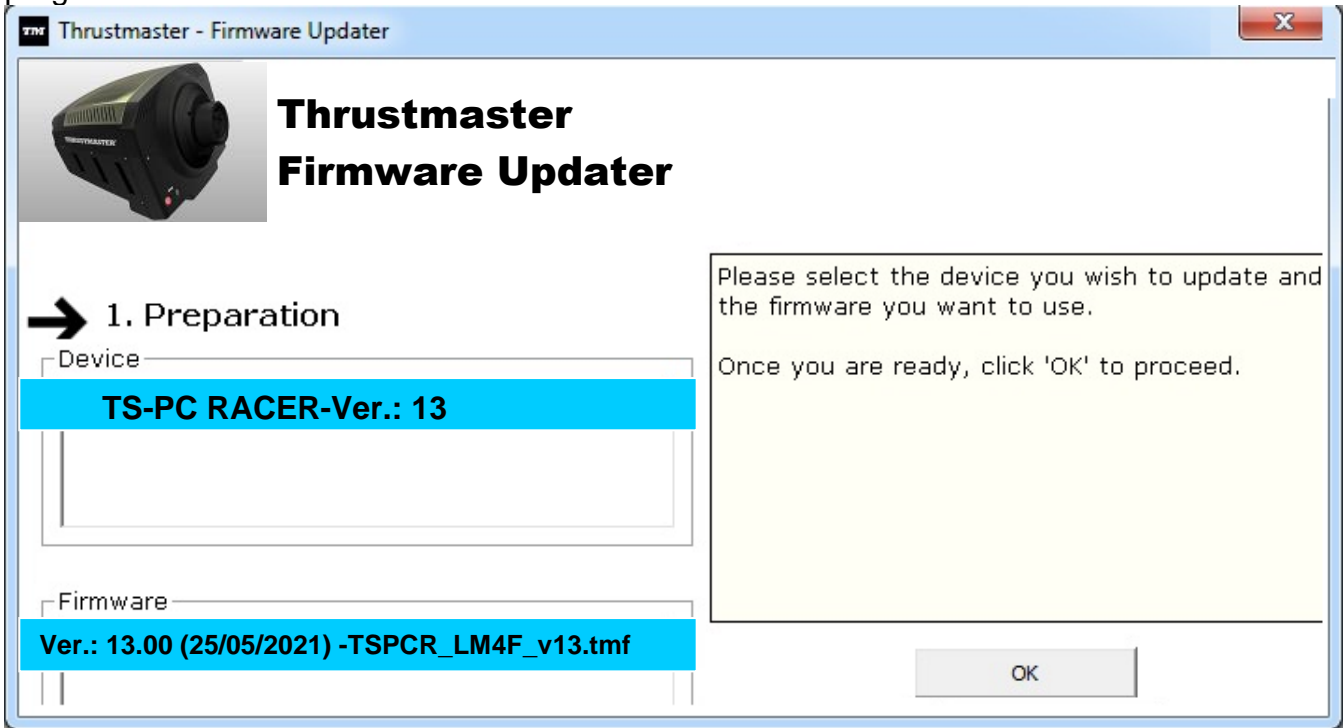 Thrustmaster - Firmware Updater
Thrustmaster
Firmware Updater
1. Preparation
Device
TS-PC RACER-Ver.: 13
Please select the device you wish to update and
the firmware you want to use.
Once you are ready, click 'OK' to proceed.
Firmware
Ver.: 13.00 (25/05/2021) -TSPCR_LM4F_v13.tmf
OK